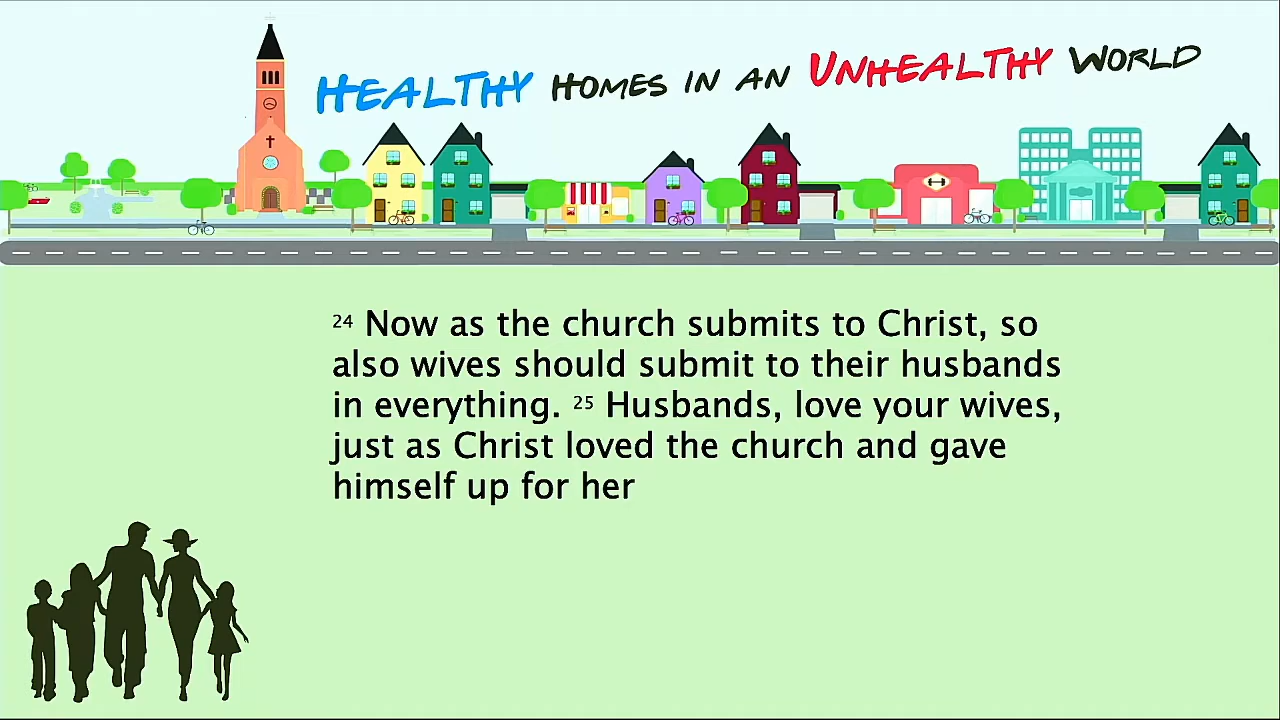 HEALTHY HOMES IN AN UNHEALTHY WORLD
24 Now as the church submits to Christ, so
also wives should submit to their husbands
in everything. 25 Husbands, love your wives,
just as Christ loved the church and gave
himself up for her